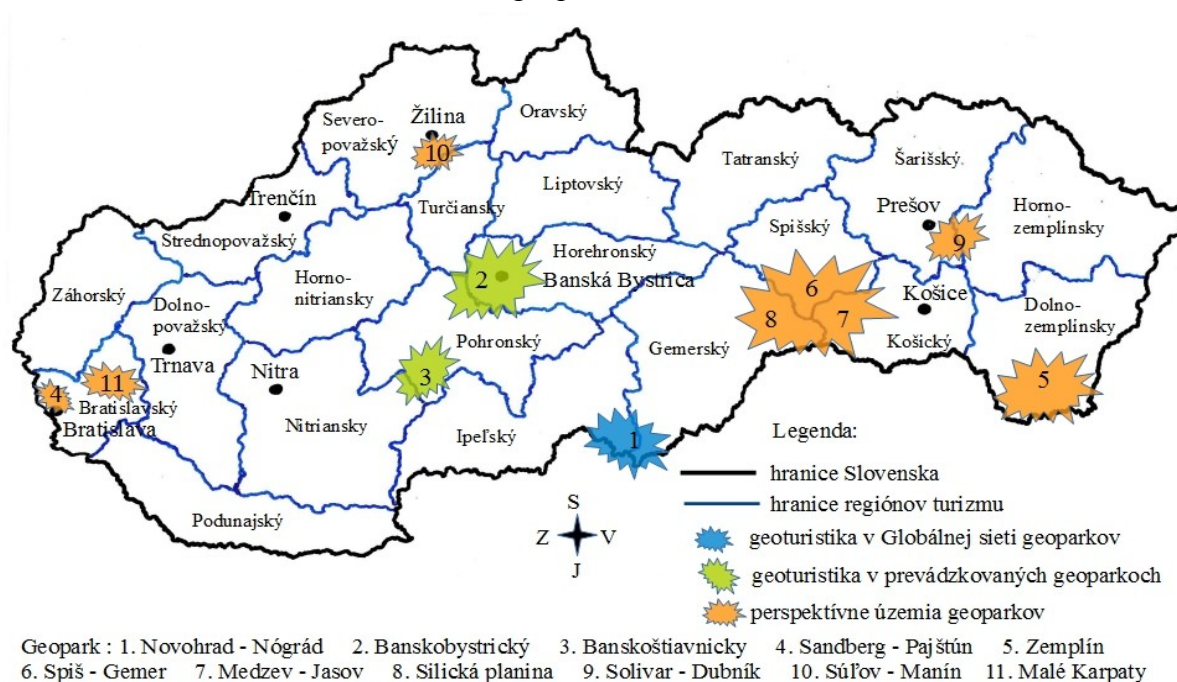 Oravský
Žilina
Severo-
považský
10
Tatranský
Šarišský
Liptovský
Trenčín
Turčiansky
Prešov
Horno-
zemplínsky
Spišský
9
Strednopovažský
Horehronský
2
Banská Bystrica
Horno-
nitriansky
6
Záhorský
Dolno-
považský
8
7
Košice
Dolno-
zemplínsky
Pohronský
Košický
Gemerský
Trnava
Nitra
3
11
5
4
Bratislavský
Bratislava
Nitriansky
Ipeľský
1
Podunajský
S
Z
V
J
Legenda:
hranice Slovenska
hranice regiónov turizmu
geoturistika v Globálnej sieti geoparkov
geoturistika v prevádzkovaných geoparkoch
perspektívne územia geoparkov
Geopark : 1. Novohrad - Nógrád 2. Banskobystrický 3. Banskoštiavnicky 4. Sandberg - Pajštún 5. Zemplín
6. Spiš - Gemer 7. Medzev - Jasov 8. Silická planina 9. Solivar - Dubník 10. Súľov - Manín 11. Malé Karpaty